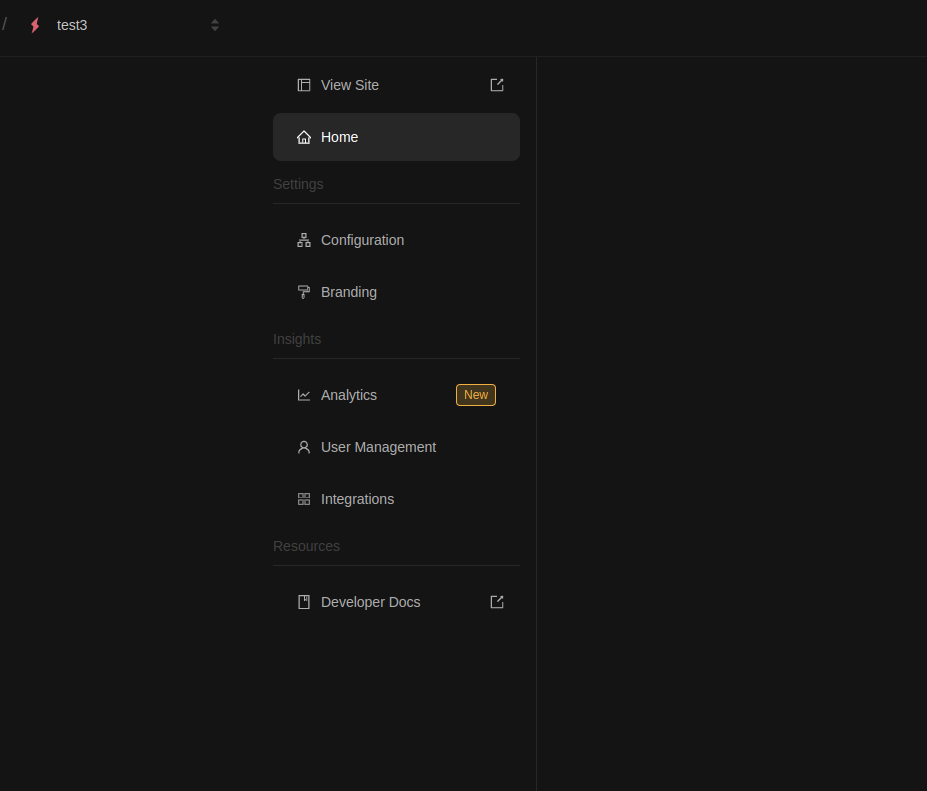 / test3
View Site
Home
Settings
Configuration
Branding
Insights
Analytics New
User Management
Integrations
Resources
Developer Docs